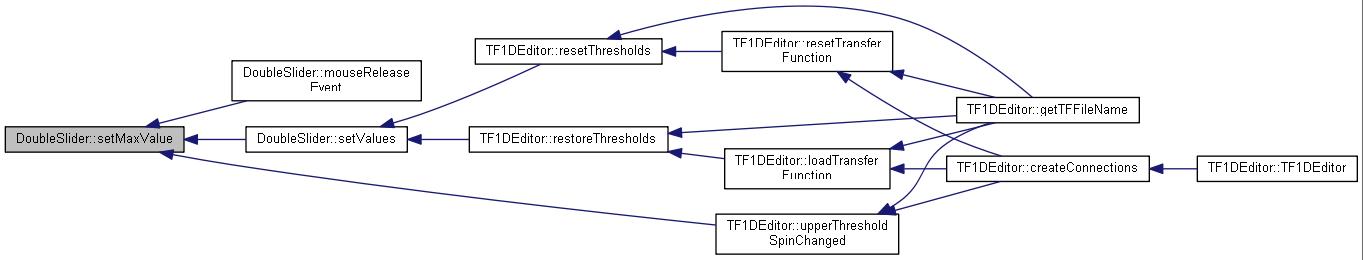 DoubleSlider::setMaxValue
DoubleSlider::mouseRelease
Event
DoubleSlider::setValues
TF1DEditor::resetThresholds
TF1DEditor::restoreThresholds
TF1DEditor::resetTransfer
Function
TF1DEditor::loadTransfer
Function
TF1DEditor::upperThreshold
SpinChanged
TF1DEditor::getTFFileName
TF1DEditor::createConnections
TF1DEditor::TF1DEditor